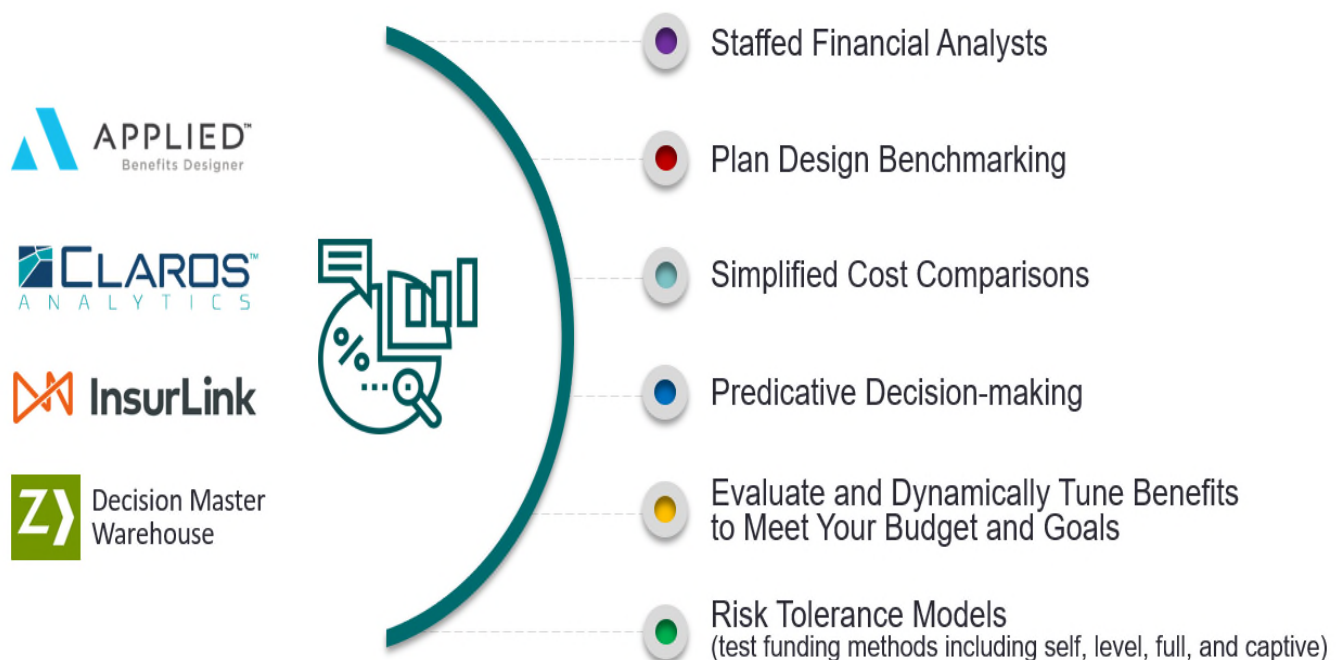 APPLIED™
Benefits Designer
CLAROS™
ANALYTICS
InsurLink
Z
Decision Master
Warehouse
%
Staffed Financial Analysts
Plan Design Benchmarking
Simplified Cost Comparisons
Predicative Decision-making
Evaluate and Dynamically Tune Benefits
to Meet Your Budget and Goals
Risk Tolerance Models
(test funding methods including self, level, full, and captive)